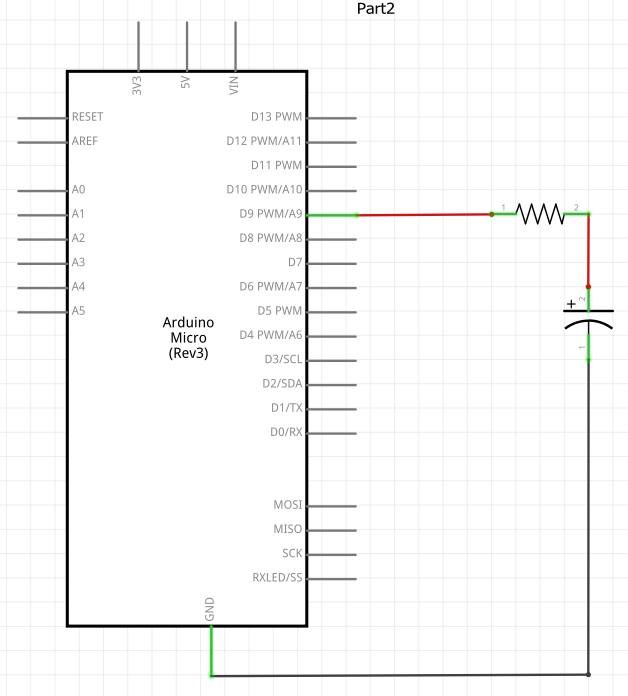 Part2
3V3
5V
VIN
RESET
AREF
A0
A1
A2
A3
A4
A5
D13 PWM
D12 PWM/A11
D11 PWM
D10 PWM/A10
D9 PWM/A9
D8 PWM/A8
D7
D6 PWM/A7
D5 PWM
D4 PWM/A6
D3/SCL
D2/SDA
D1/TX
D0/RX
MOSI
MISO
SCK
RXLED/SS
Arduino
Micro
(Rev3)
GND
1
2
+
2
1